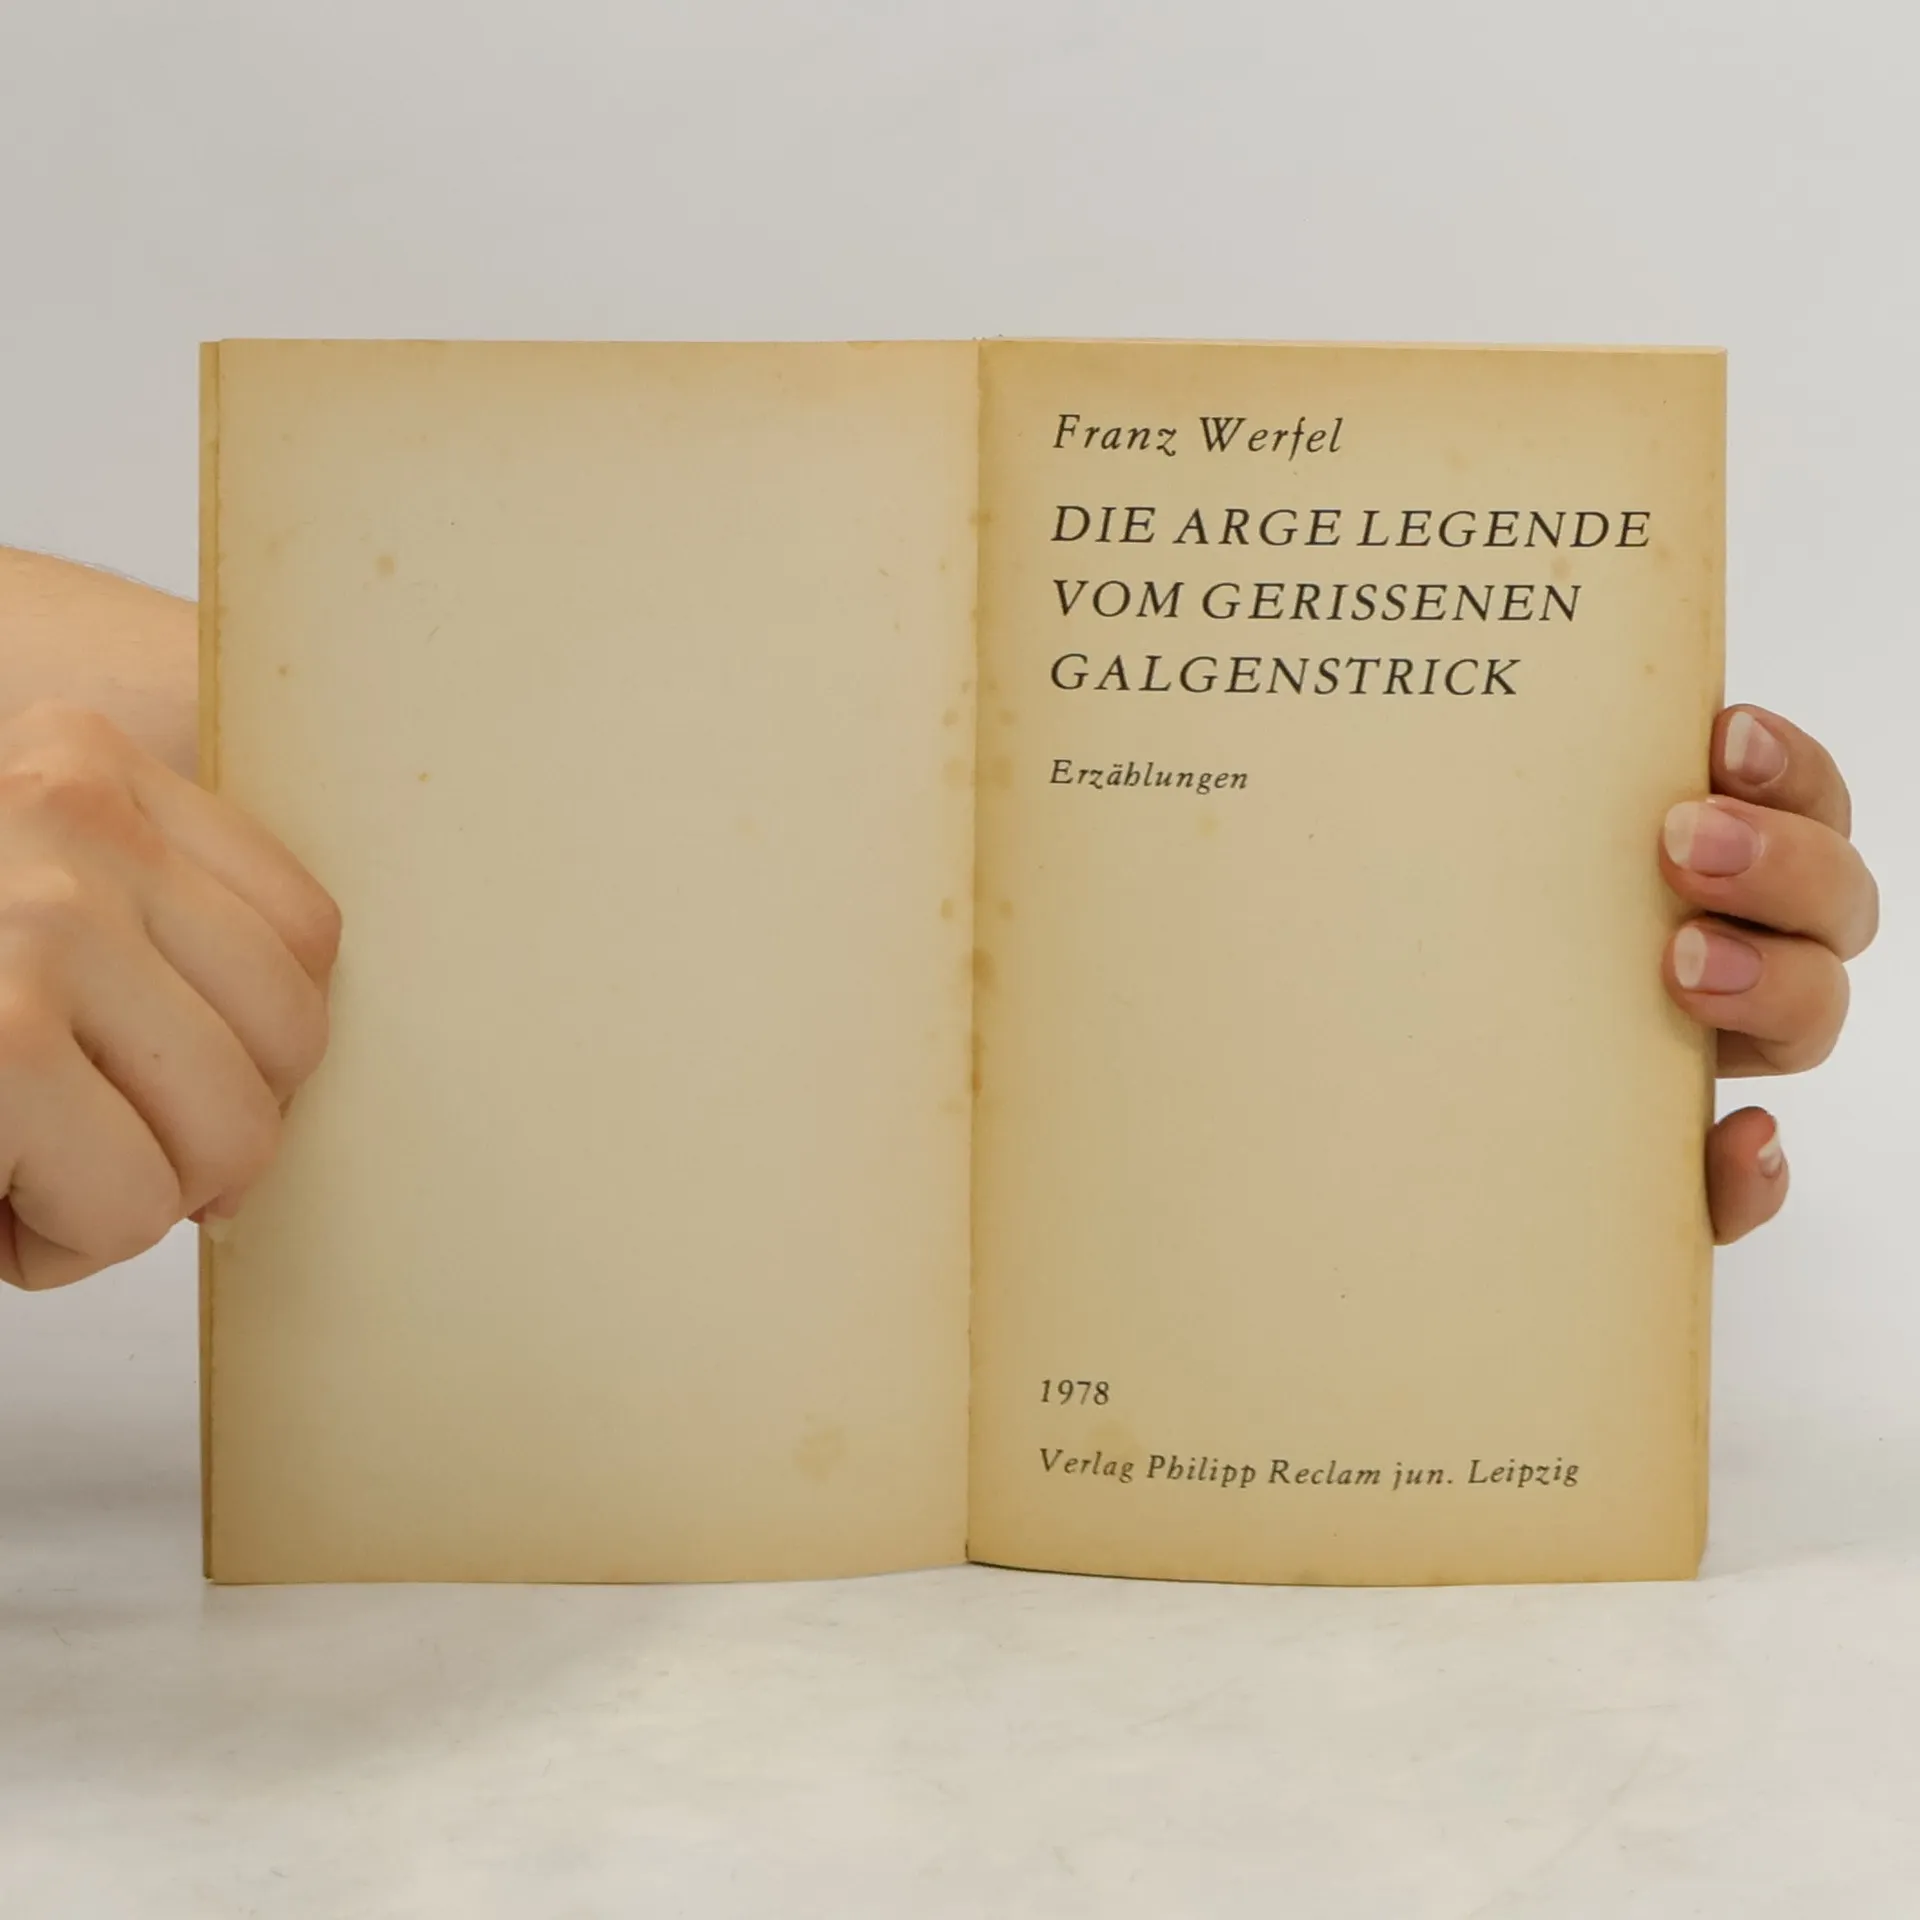 Franz Werfel
DIE ARGE LEGENDE
VOM GERISSENEN
GALGENSTRICK
Erzählungen
1978
Verlag Philipp Reclam jun. Leipzig